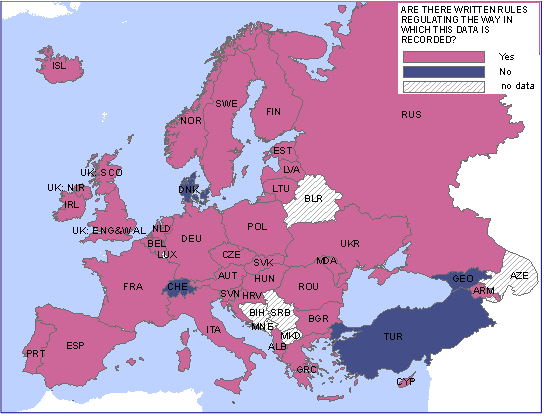 ARE THERE WRITTEN RULES
REGULATING THE WAY IN
WHICH THIS DATA IS
RECORDED?
Yes
No
no data
ISL
SWE
FIN
NOR
RUS
EST
LVA
LTU
BLR
UK: SCO
UK: NIR
IRL
UK: ENG&WAL
DNK
NLD
BEL
LUX
DEU
POL
CZE
SVK
UKR
MDA
FRA
CHE
AUT
HUN
SVN
HRV
ROU
BIH
SRB
MNE
MKD
ALB
BGR
GRC
ITA
PRT
ESP
TUR
CYP
GEO
ARM
AZE